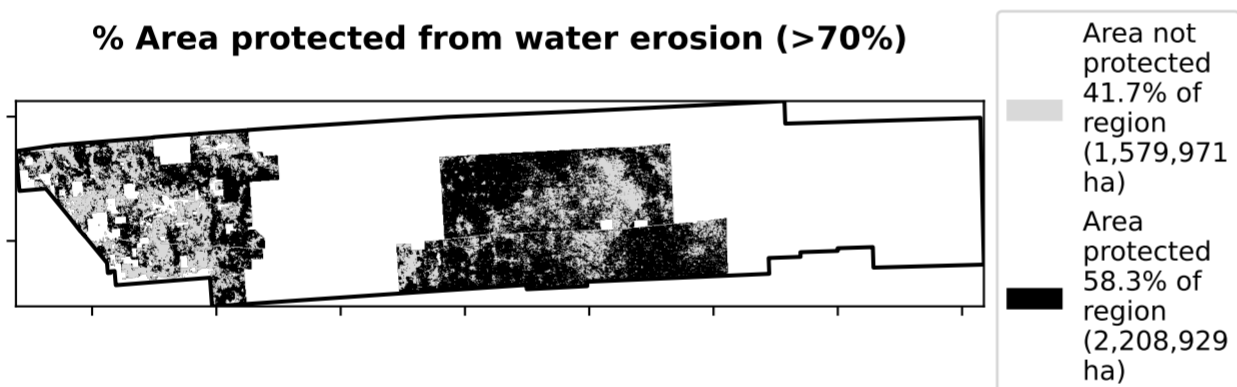 % Area protected from water erosion (>70%)
Area not
protected
41.7% of
region
(1,579,971
ha)
Area
protected
58.3% of
region
(2,208,929
ha)